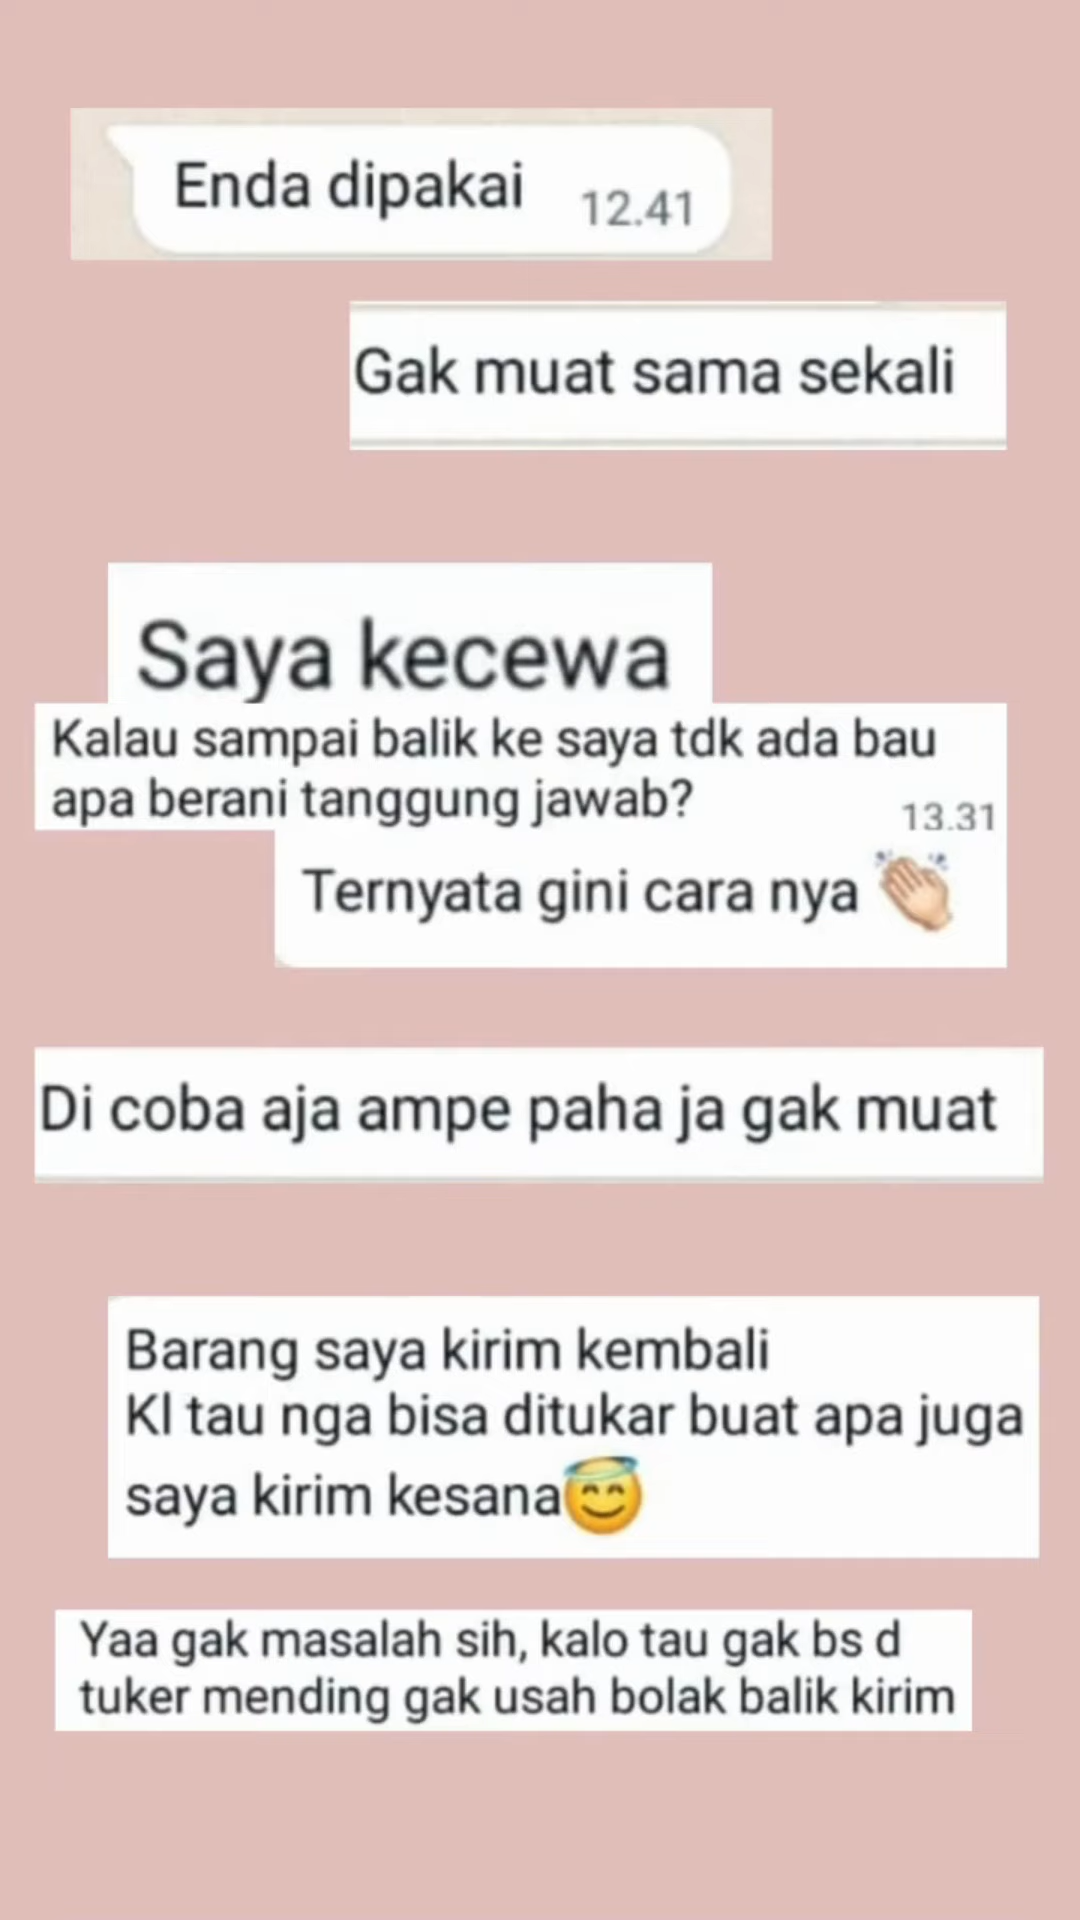 Enda dipakai 12.41
Gak muat sama sekali
Saya kecewa
Kalau sampai balik ke saya tdk ada bau
apa berani tanggung jawab? 13.31
Ternyata gini cara nya 👏🏼
Di coba aja ampe paha ja gak muat
Barang saya kirim kembali
Kl tau nga bisa ditukar buat apa juga
saya kirim kesana😇
Yaa gak masalah sih, kalo tau gak bs d
tuker mending gak usah bolak balik kirim